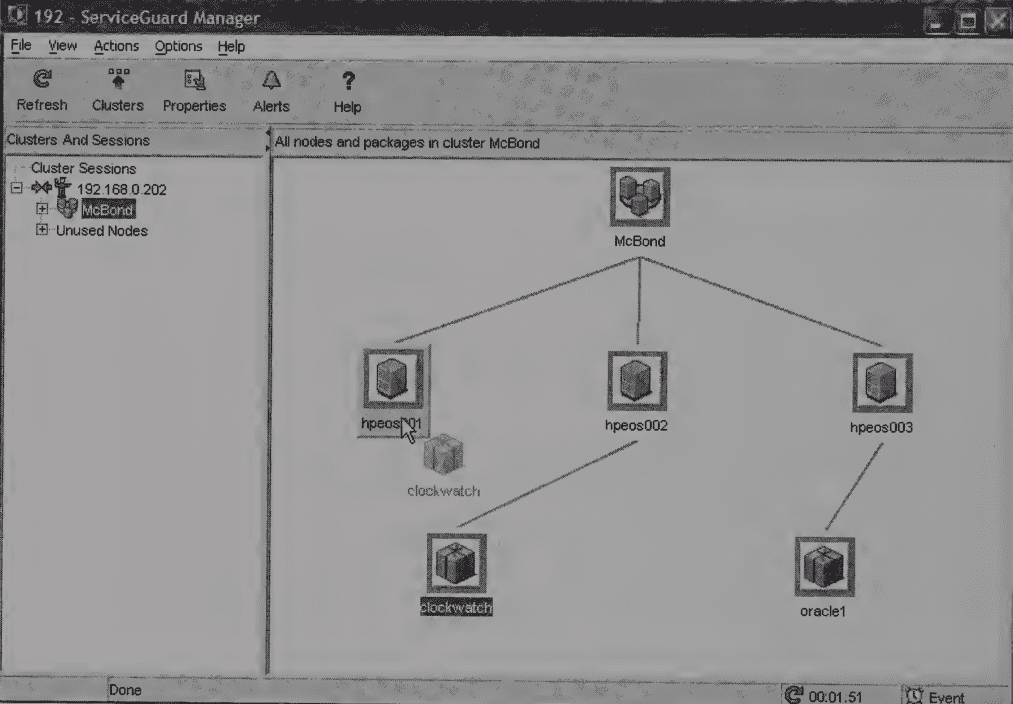 192 - ServiceGuard Manager
File View Actions Options Help
Refresh Clusters Properties Alerts Help
Clusters And Sessions
All nodes and packages in cluster McBond
Cluster Sessions
192.168.0.202
McBond
Unused Nodes
McBond
hpeos001
hpeos002
hpeos003
clockwatch
clockwatch
oracle1
Done
00:01.51
Event